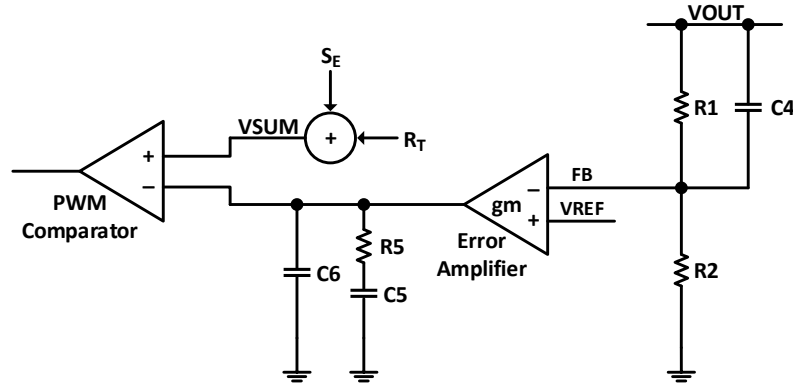 VOUT
SE
R1
C4
VSUM
+
RT
+
−
FB
−
gm
VREF
+
PWM
Comparator
Error
Amplifier
R5
C6
C5
R2